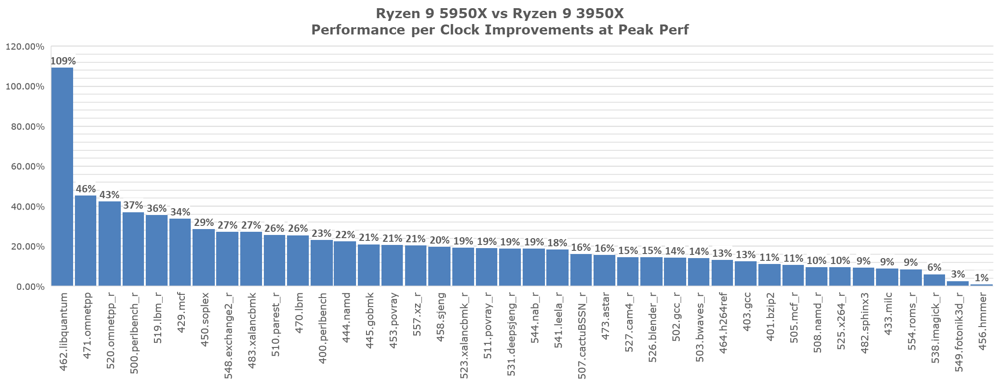 Ryzen 9 5950X vs Ryzen 9 3950X
Performance per Clock Improvements at Peak Perf
120.00%
100.00%
80.00%
60.00%
40.00%
20.00%
0.00%
109%
46%
43%
37%
36%
34%
29%
27%
27%
26%
26%
23%
22%
21%
21%
21%
20%
19%
19%
19%
19%
18%
16%
16%
15%
15%
14%
14%
13%
13%
11%
11%
10%
10%
9%
9%
9%
6%
3%
1%
462.libquantum
471.omnetpp
520.omnetpp_r
500.perlbench_r
519.lbm_r
429.mcf
450.soplex
548.exchange2_r
483.xalancbmk
510.parest_r
470.lbm
400.perlbench
444.namd
445.gobmk
453.povray
557.xz_r
458.sjeng
523.xalancbmk_r
511.povray_r
531.deepsjeng_r
544.nab_r
541.leela_r
507.cactuBSSN_r
473.astar
527.cam4_r
526.blender_r
502.gcc_r
503.bwaves_r
464.h264ref
403.gcc
401.bzip2
505.mcf_r
508.namd_r
525.x264_r
482.sphinx3
433.milc
554.roms_r
538.imagick_r
549.fotonik3d_r
456.hmmer